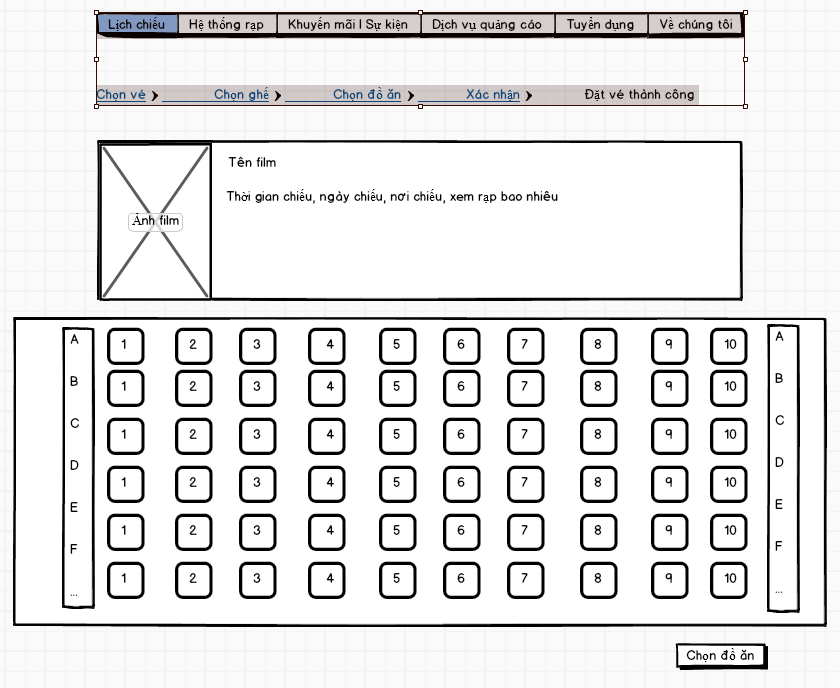 Lịch chiếu Hệ thống rạp Khuyến mãi | Sự kiện Dịch vụ quảng cáo Tuyển dụng Về chúng tôi
Chọn vé Chọn ghế Chọn đồ ăn Xác nhận Đặt vé thành công
Tên film
Thời gian chiếu, ngày chiếu, nơi chiếu, xem rạp bao nhiêu
Ảnh film
A 1 2 3 4 5 6 7 8 9 10 A
B 1 2 3 4 5 6 7 8 9 10 B
C 1 2 3 4 5 6 7 8 9 10 C
D 1 2 3 4 5 6 7 8 9 10 D
E 1 2 3 4 5 6 7 8 9 10 E
F 1 2 3 4 5 6 7 8 9 10 F
... ...
Chọn đồ ăn